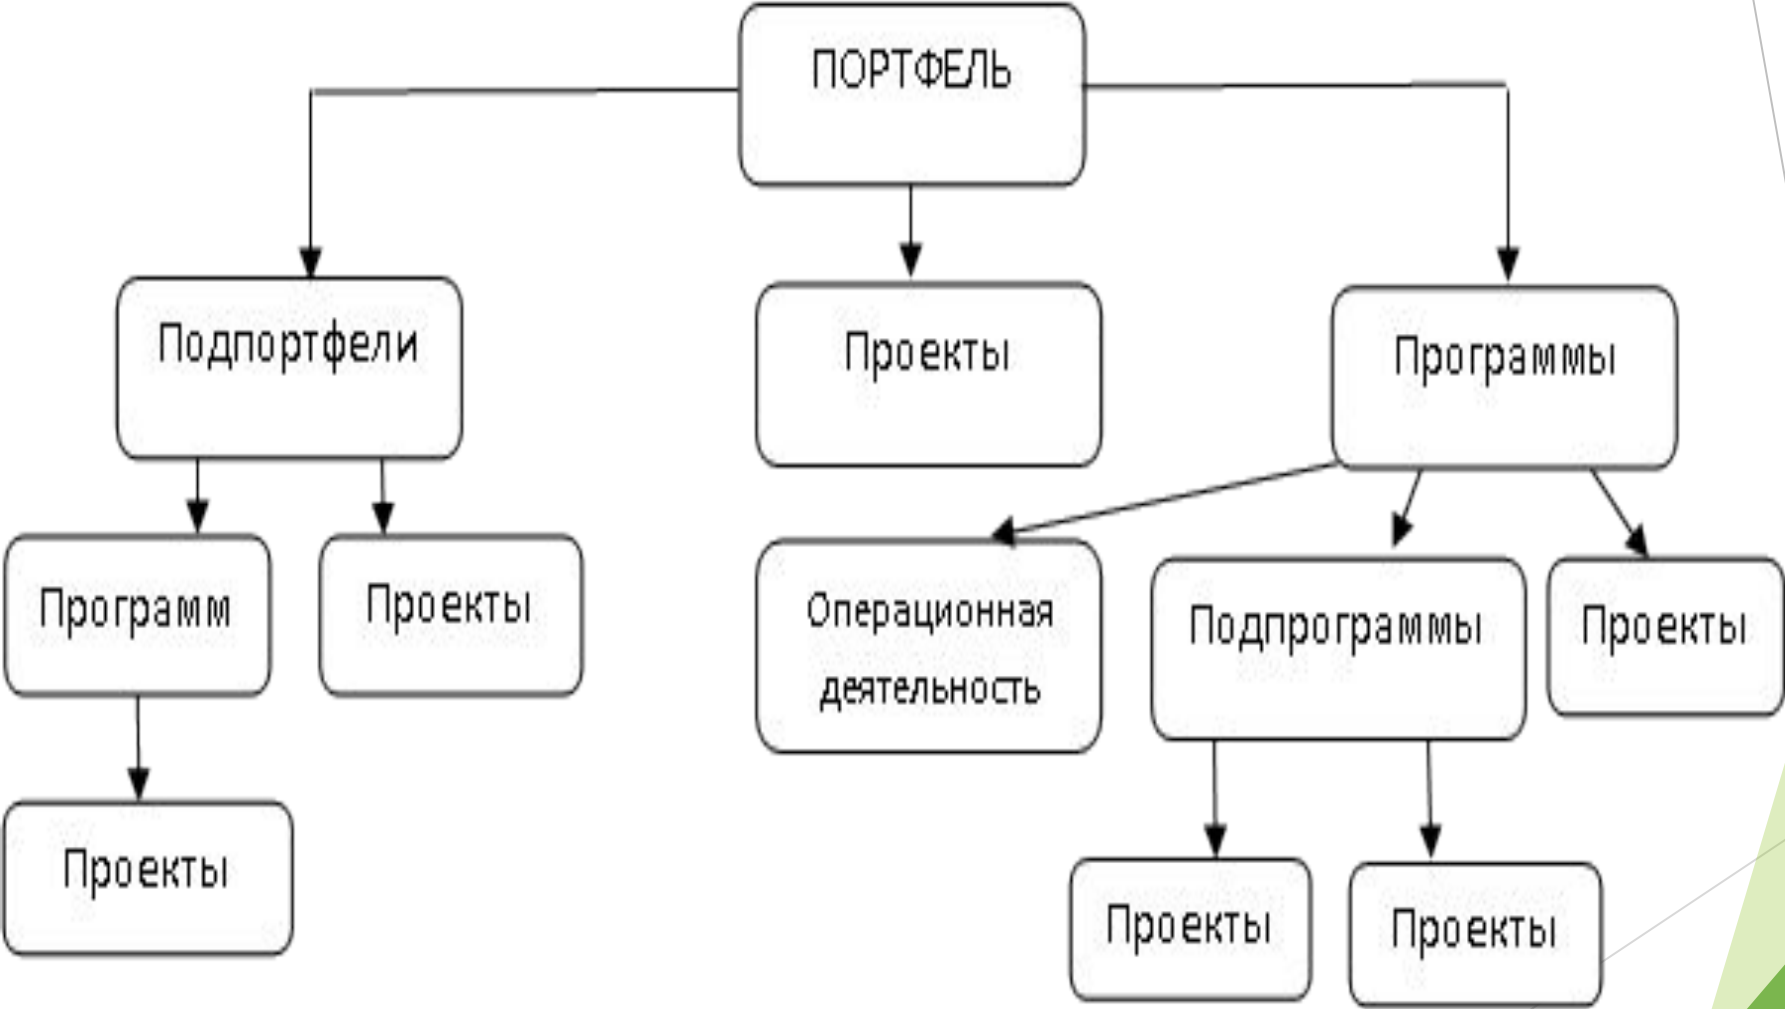 ПОРТФЕЛЬ
Подпортфели
Проекты
Программы
Программ
Проекты
Операционная
деятельность
Подпрограммы
Проекты
Проекты
Проекты
Проекты